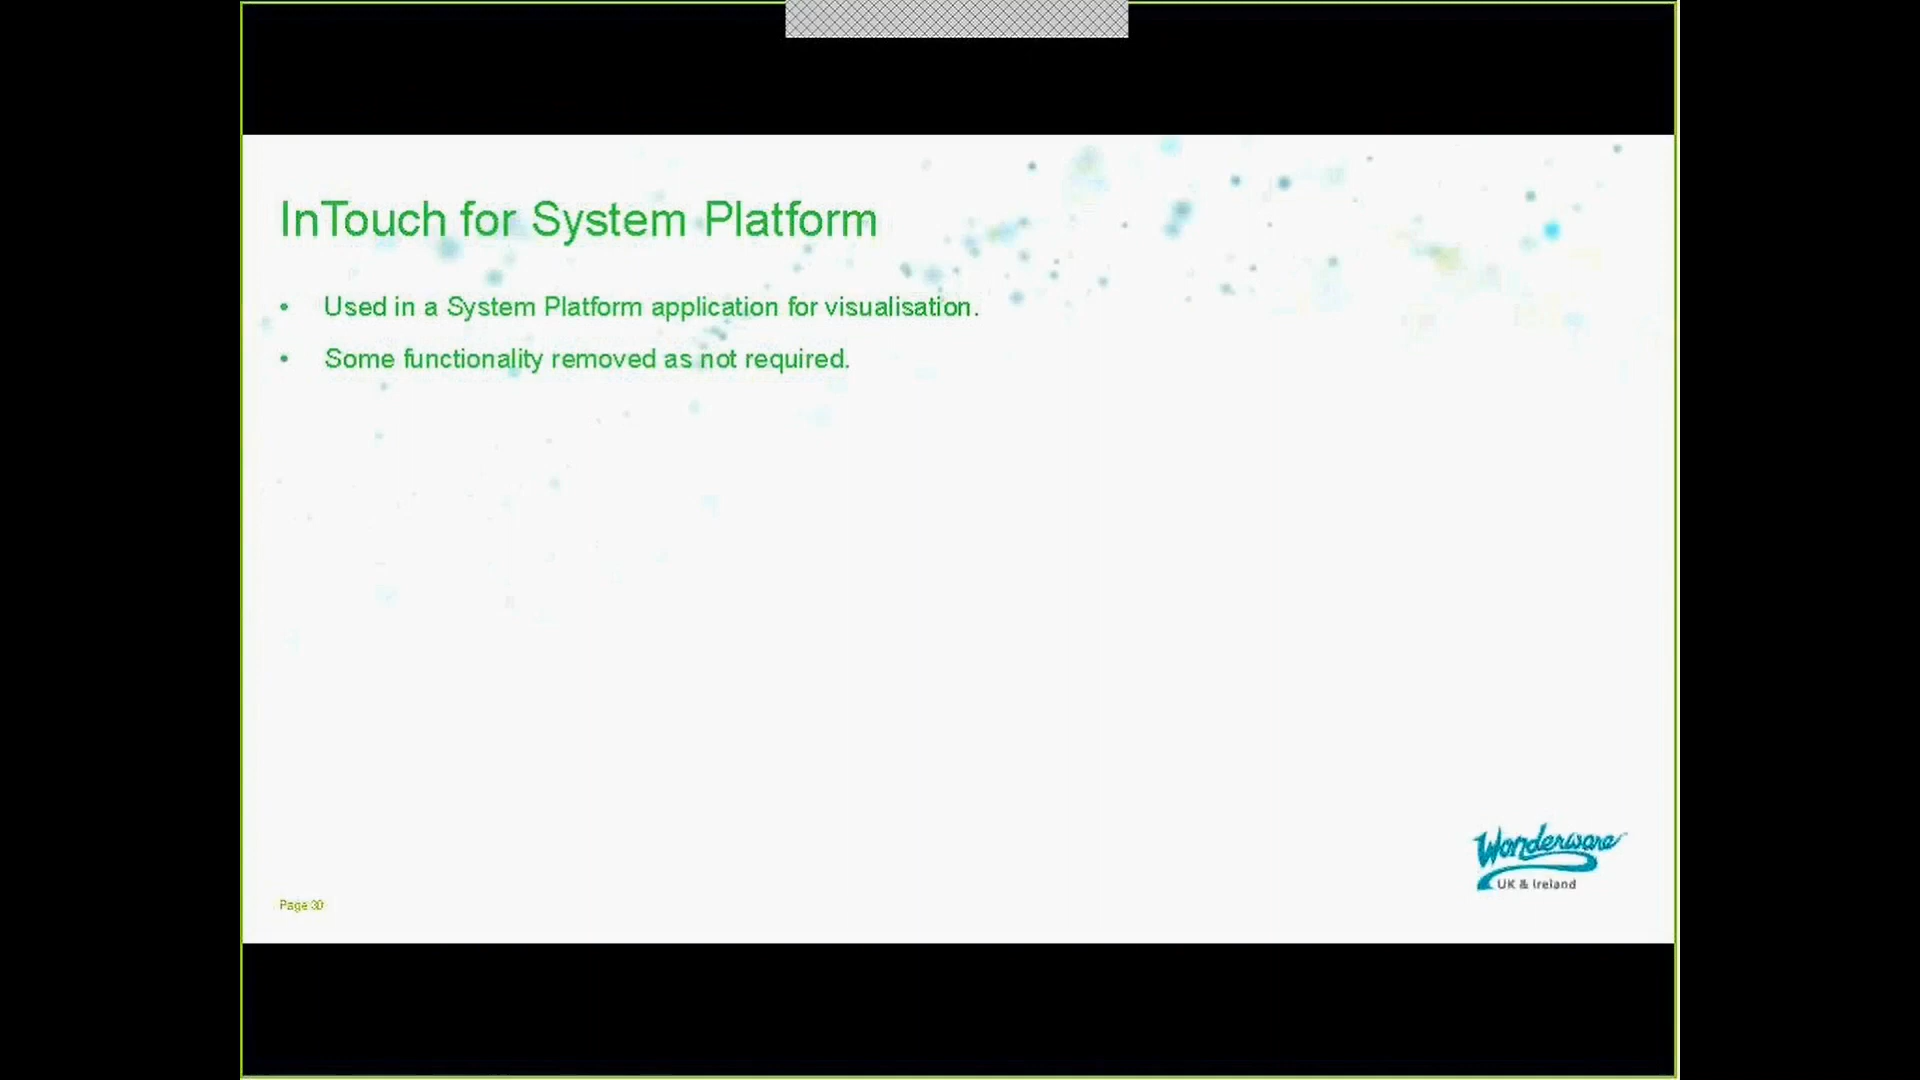 InTouch for System Platform
• Used in a System Platform application for visualisation.
• Some functionality removed as not required.
Wonderware
UK & Ireland
Page 30